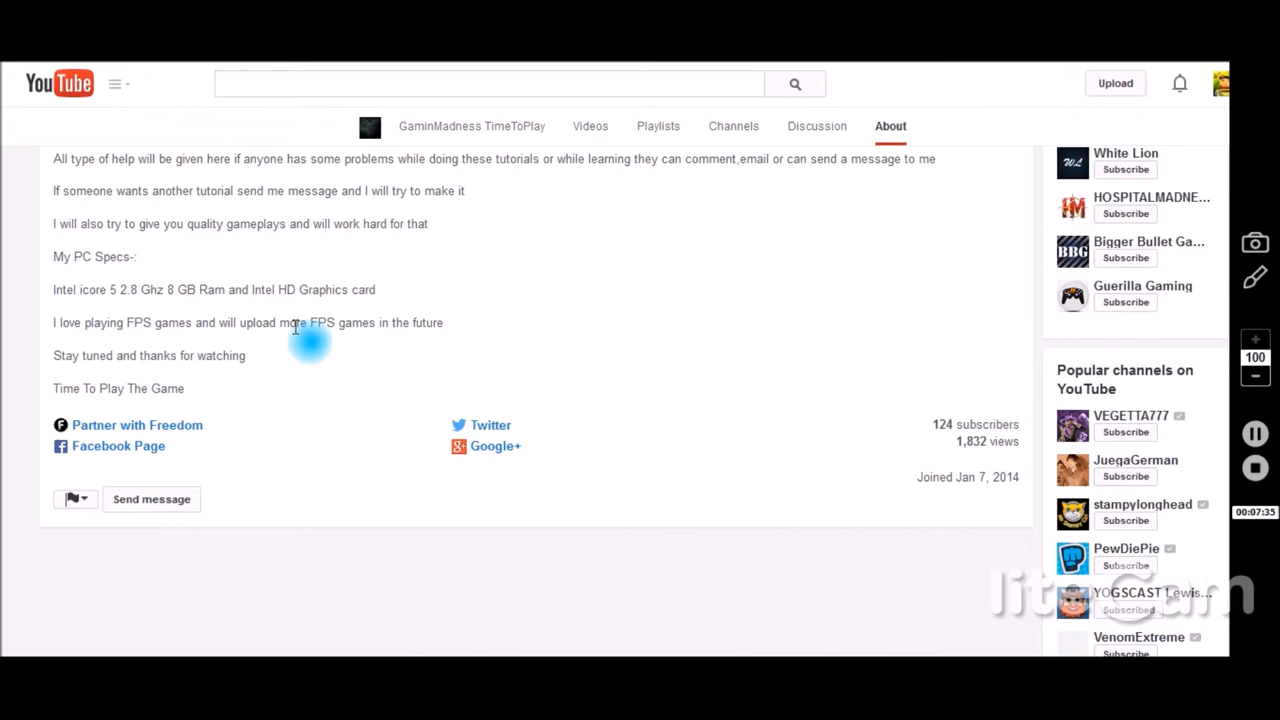 YouTube
Upload
GaminMadness TimeToPlay
Videos
Playlists
Channels
Discussion
About
All type of help will be given here if anyone has some problems while doing these tutorials or while learning they can comment,email or can send a message to me
If someone wants another tutorial send me message and I will try to make it
I will also try to give you quality gameplays and will work hard for that
My PC Specs-:
Intel icore 5 2.8 Ghz 8 GB Ram and Intel HD Graphics card
I love playing FPS games and will upload more FPS games in the future
Stay tuned and thanks for watching
Time To Play The Game
Partner with Freedom
Facebook Page
Twitter
Google+
124 subscribers
1,832 views
Joined Jan 7, 2014
Send message
WL
White Lion
Subscribe
HM
HOSPITALMADNE...
Subscribe
BBG
Bigger Bullet Ga...
Subscribe
Guerilla Gaming
Subscribe
Popular channels on
YouTube
VEGETTA777
Subscribe
JuegaGerman
Subscribe
stampylonghead
Subscribe
PewDiePie
Subscribe
YOGSCAST Lewis...
Subscribed
VenomExtreme
Subscribe
100
00:07:35
liteCam